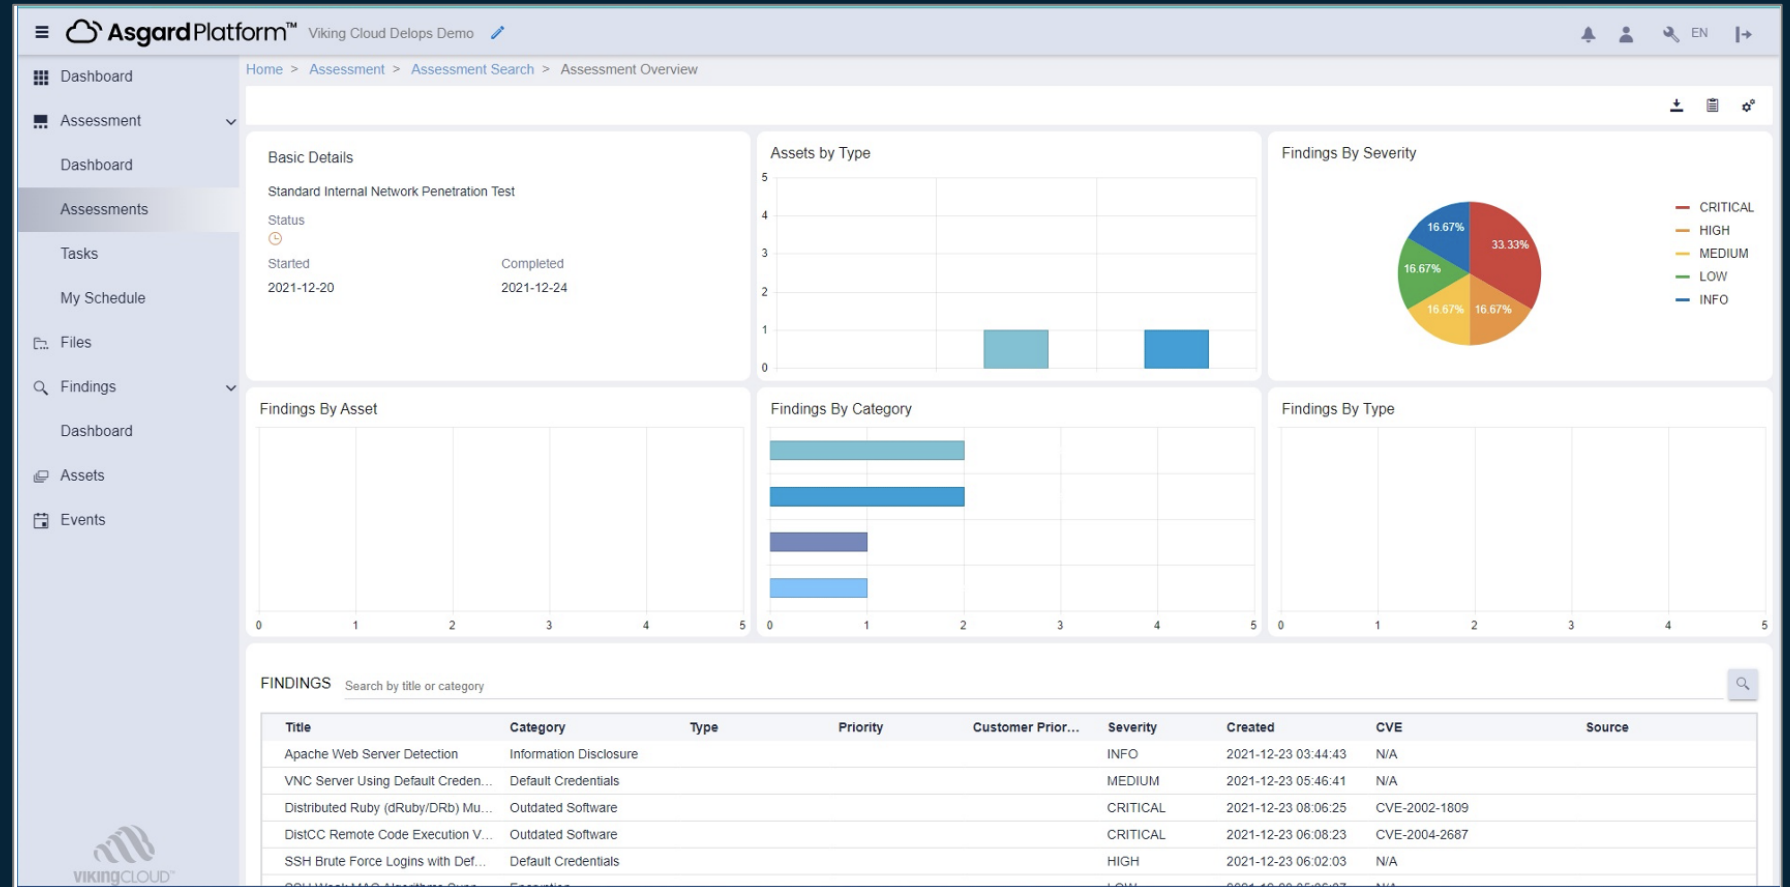 AsgardPlatform™ Viking Cloud Delops Demo EN
Home > Assessment > Assessment Search > Assessment Overview
Dashboard
Assessment
Dashboard
Assessments
Tasks
My Schedule
Files
Findings
Dashboard
Assets
Events
VIKINGCLOUD™
Basic Details
Standard Internal Network Penetration Test
Status
Started Completed
2021-12-20 2021-12-24
Assets by Type
5
4
3
2
1
0
Findings By Severity
16.67% 33.33%
16.67%
16.67% 16.67%
CRITICAL
HIGH
MEDIUM
LOW
INFO
Findings By Asset
0 1 2 3 4 5
Findings By Category
0 1 2 3 4 5
Findings By Type
0 1 2 3 4 5
FINDINGS Search by title or category
Title Category Type Priority Customer Prior... Severity Created CVE Source
Apache Web Server Detection Information Disclosure INFO 2021-12-23 03:44:43 N/A
VNC Server Using Default Creden... Default Credentials MEDIUM 2021-12-23 05:46:41 N/A
Distributed Ruby (dRuby/DRb) Mu... Outdated Software CRITICAL 2021-12-23 08:06:25 CVE-2002-1809
DistCC Remote Code Execution V... Outdated Software CRITICAL 2021-12-23 06:08:23 CVE-2004-2687
SSH Brute Force Logins with Def... Default Credentials HIGH 2021-12-23 06:02:03 N/A